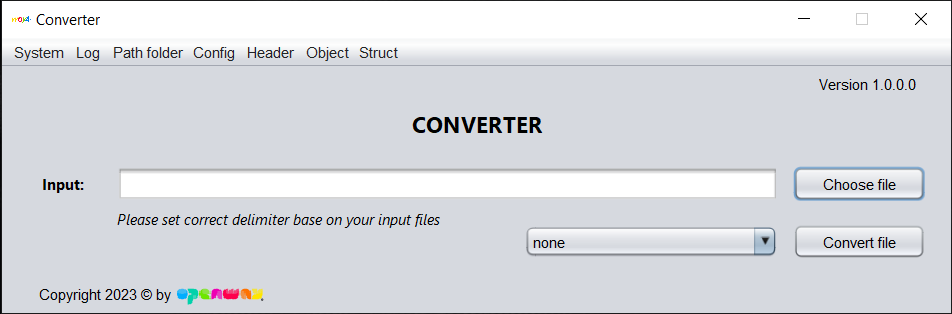 Converter
System Log Path folder Config Header Object Struct
Version 1.0.0.0
CONVERTER
Input: Choose file
Please set correct delimiter base on your input files
none Convert file
Copyright 2023 © by openway.